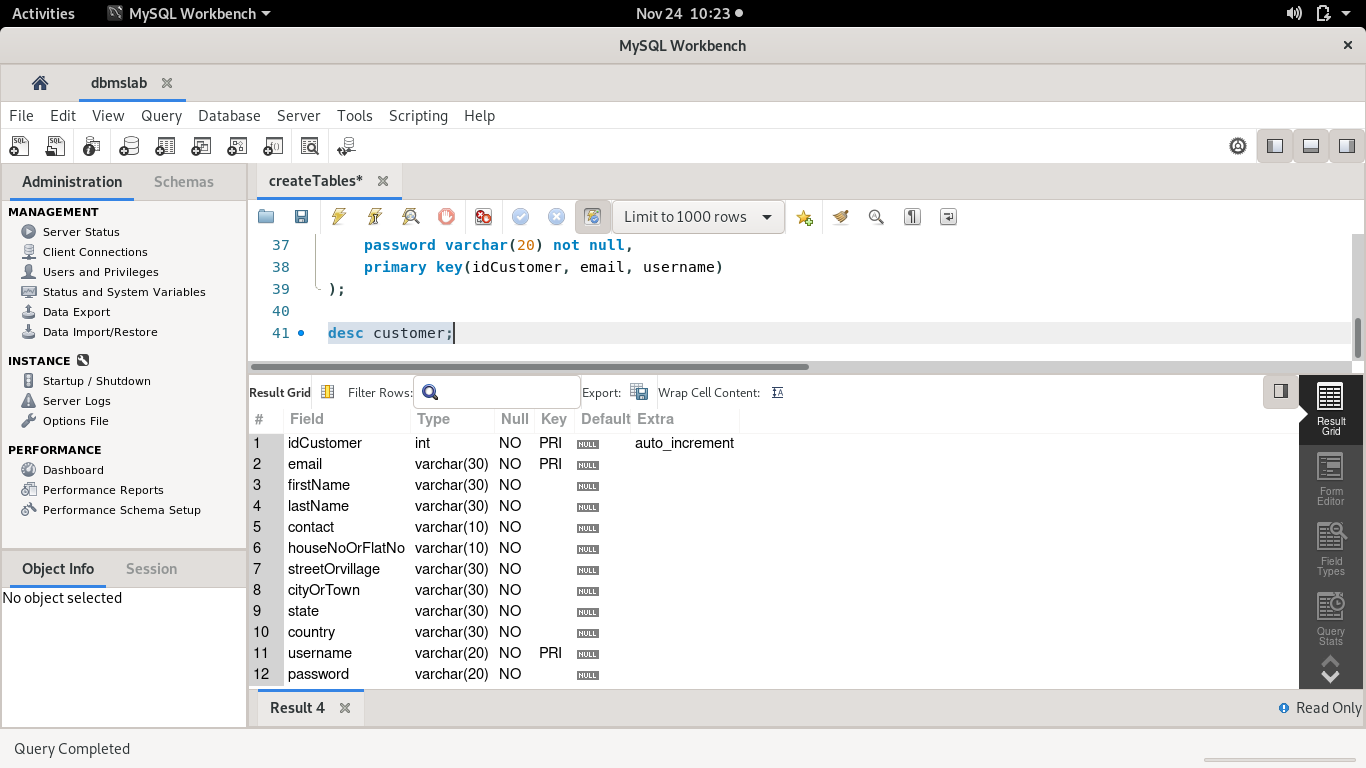 Activities MySQL Workbench Nov 24 10:23
MySQL Workbench
dbmslab
File Edit View Query Database Server Tools Scripting Help
Administration Schemas
createTables*
MANAGEMENT
Server Status
Client Connections
Users and Privileges
Status and System Variables
Data Export
Data Import/Restore
INSTANCE
Startup / Shutdown
Server Logs
Options File
PERFORMANCE
Dashboard
Performance Reports
Performance Schema Setup
Object Info Session
No object selected
Limit to 1000 rows
37 password varchar(20) not null,
38 primary key(idCustomer, email, username)
39 );
40
41 desc customer;
Result Grid Filter Rows: Export: Wrap Cell Content:
# Field Type Null Key Default Extra
1 idCustomer int NO PRI NULL auto_increment
2 email varchar(30) NO PRI NULL
3 firstName varchar(30) NO NULL
4 lastName varchar(30) NO NULL
5 contact varchar(10) NO NULL
6 houseNoOrFlatNo varchar(10) NO NULL
7 streetOrvillage varchar(30) NO NULL
8 cityOrTown varchar(30) NO NULL
9 state varchar(30) NO NULL
10 country varchar(30) NO NULL
11 username varchar(20) NO PRI NULL
12 password varchar(20) NO NULL
Result
Grid
Form
Editor
Field
Types
Query
Stats
Result 4
Read Only
Query Completed